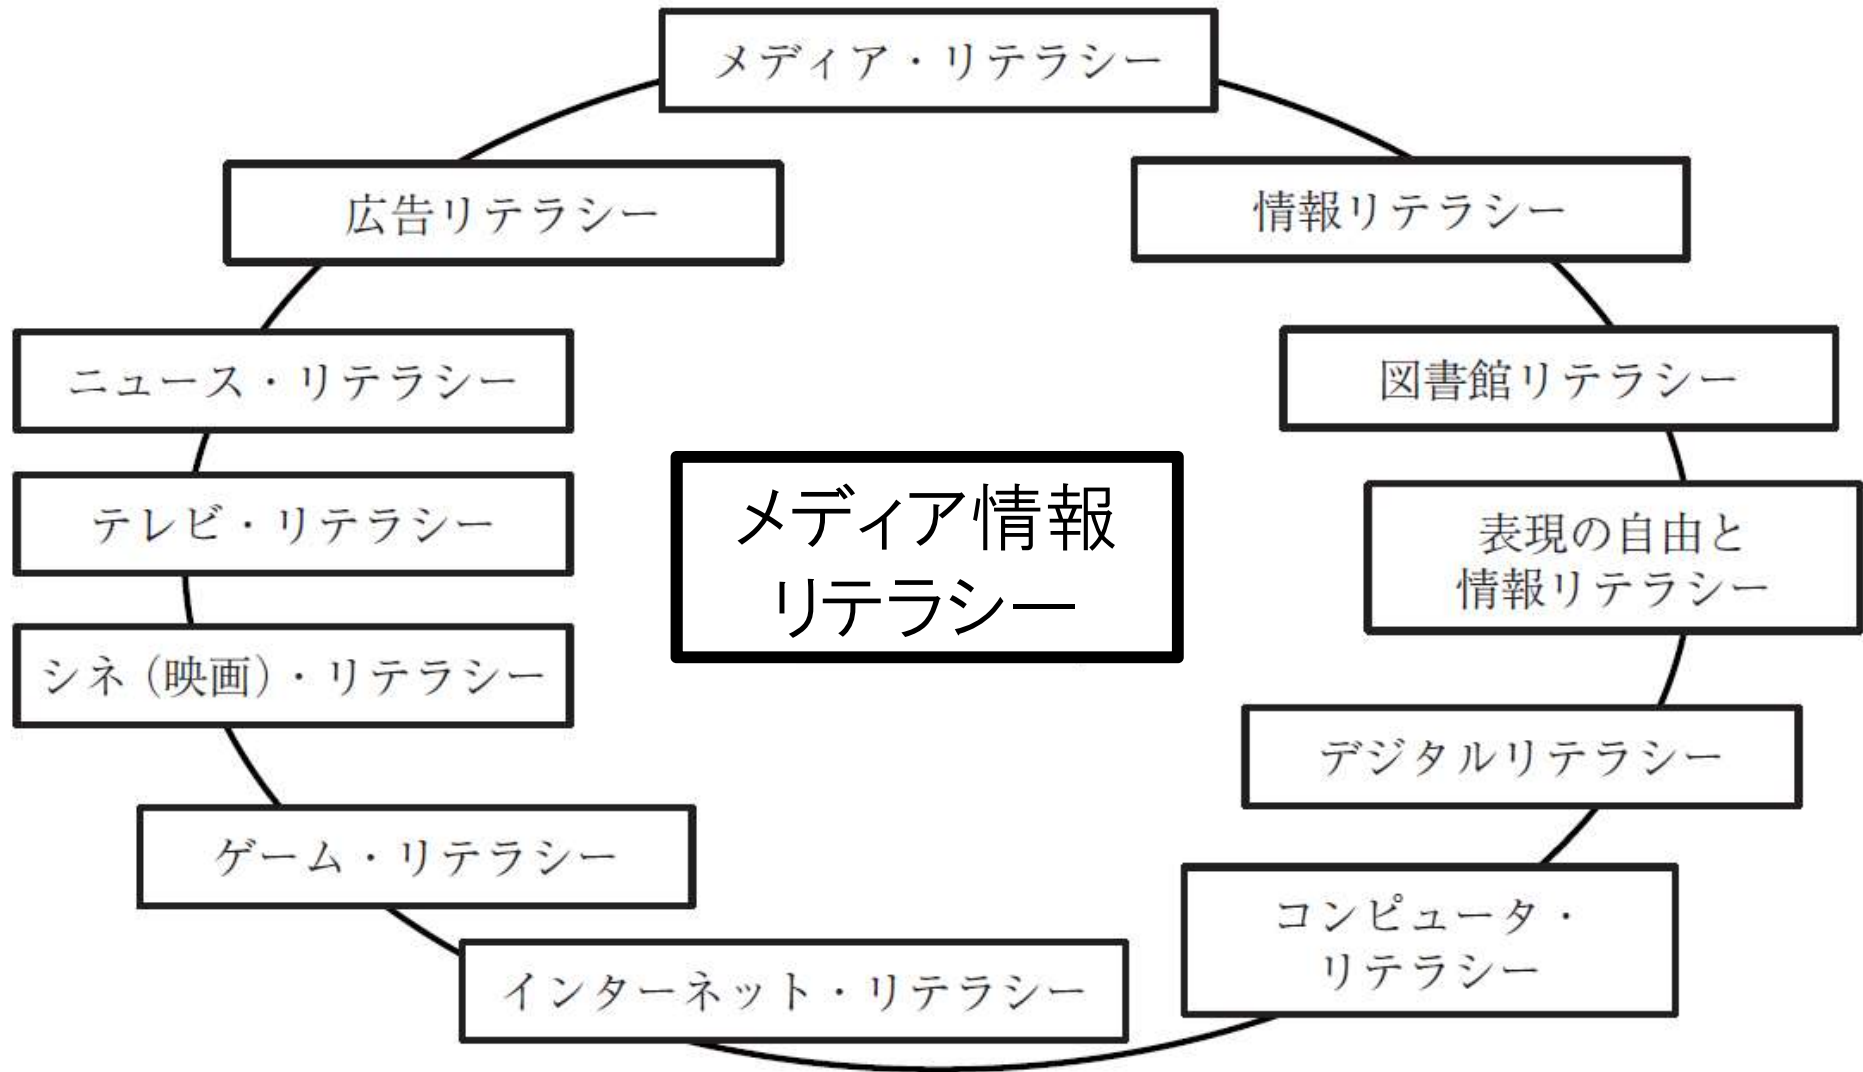 メディア・リテラシー
広告リテラシー
情報リテラシー
ニュース・リテラシー
図書館リテラシー
テレビ・リテラシー
メディア情報
リテラシー
表現の自由と
情報リテラシー
シネ（映画）・リテラシー
デジタルリテラシー
ゲーム・リテラシー
コンピュータ・
リテラシー
インターネット・リテラシー